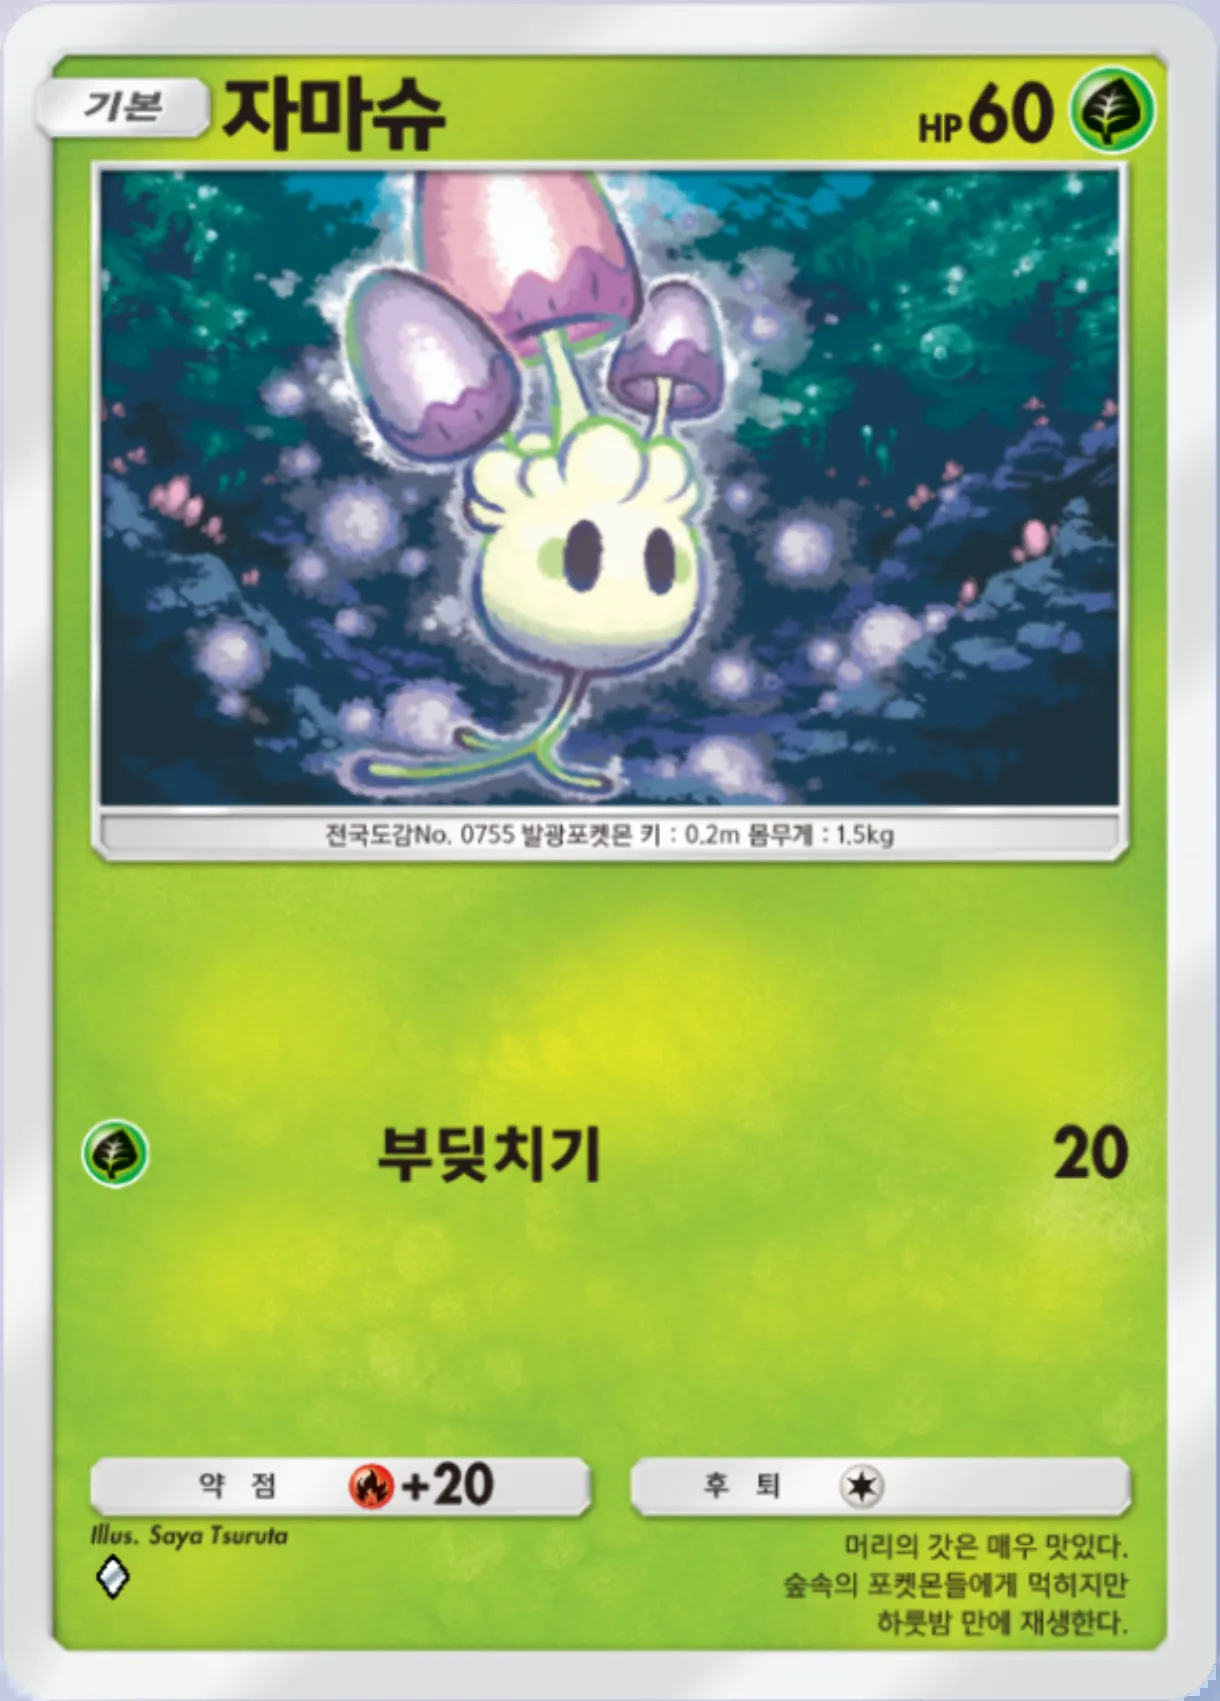 기본 자마슈 HP 60
전국도감No. 0755 발광포켓몬 키 : 0.2m 몸무게 : 1.5kg
부딪치기 20
약 점 +20 후 퇴
Illus. Saya Tsuruta
머리의 갓은 매우 맛있다.
숲속의 포켓몬들에게 먹히지만
하룻밤 만에 재생한다.